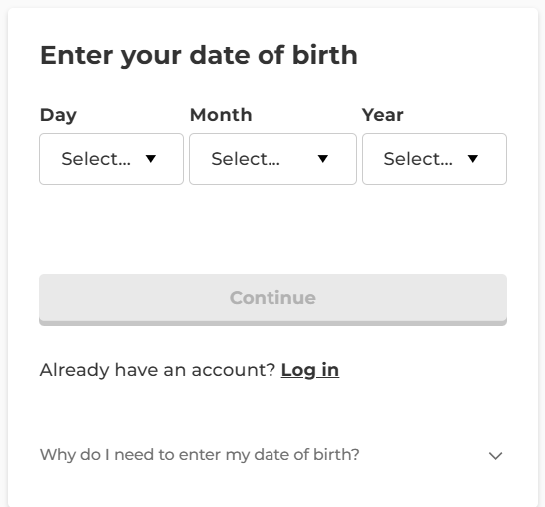 Enter your date of birth
Day Month Year
Select... Select... Select...
Continue
Already have an account? Log in
Why do I need to enter my date of birth?